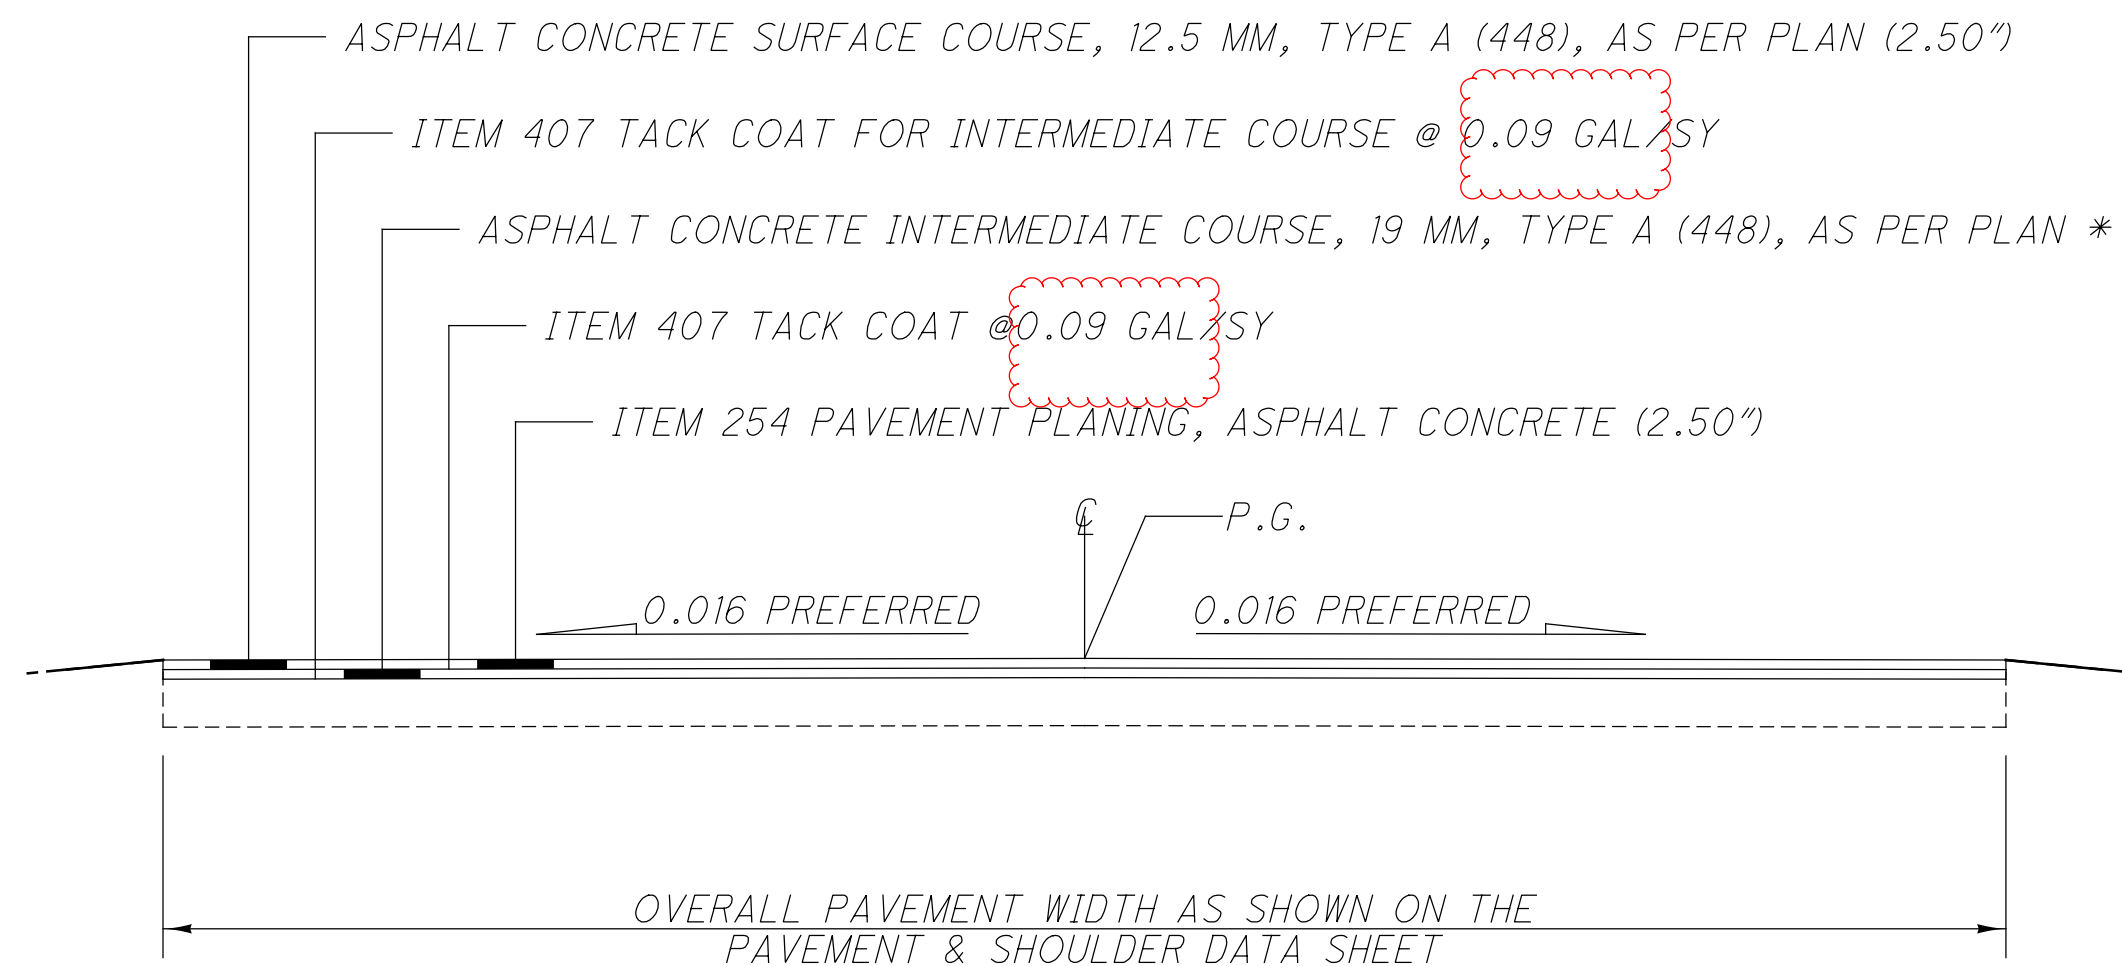 ASPHALT CONCRETE SURFACE COURSE, 12.5 MM, TYPE A (448), AS PER PLAN (2.50")
ITEM 407 TACK COAT FOR INTERMEDIATE COURSE @ 0.09 GAL/SY
ASPHALT CONCRETE INTERMEDIATE COURSE, 19 MM, TYPE A (448), AS PER PLAN *
ITEM 407 TACK COAT @0.09 GAL/SY
ITEM 254 PAVEMENT PLANING, ASPHALT CONCRETE (2.50")
℄ P.G.
0.016 PREFERRED 0.016 PREFERRED
OVERALL PAVEMENT WIDTH AS SHOWN ON THE
PAVEMENT & SHOULDER DATA SHEET